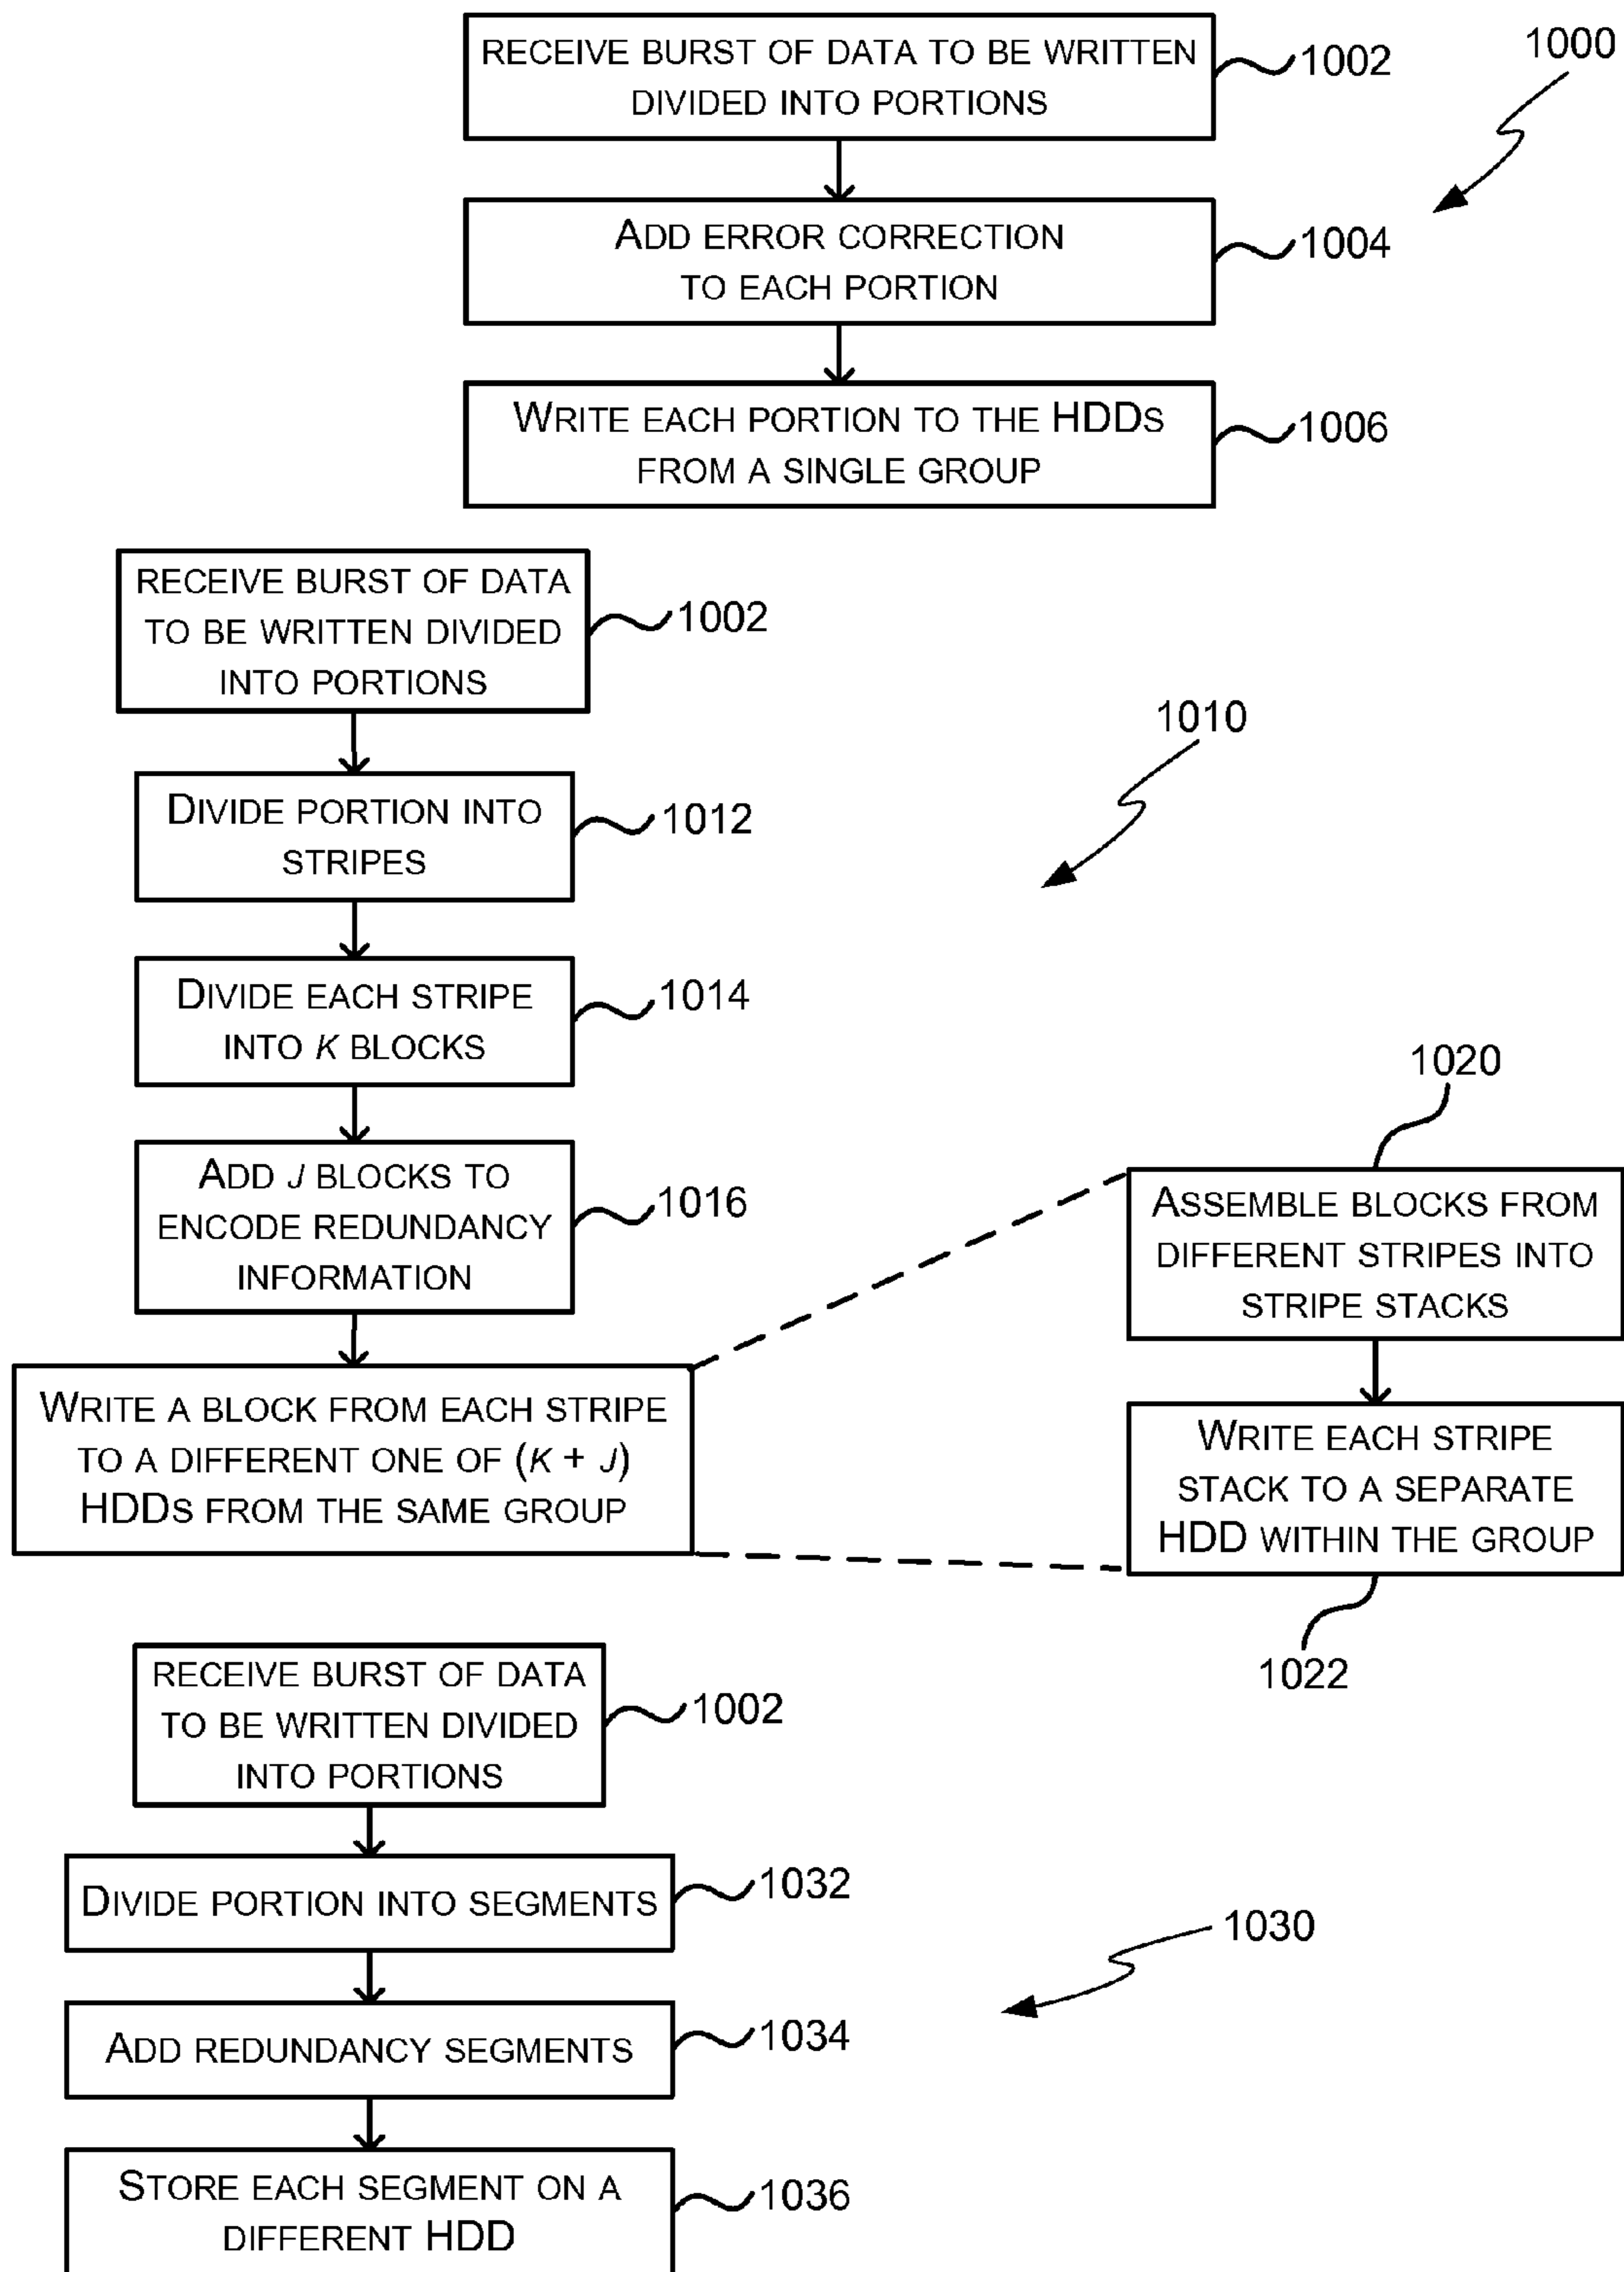 RECEIVE BURST OF DATA TO BE WRITTEN
DIVIDED INTO PORTIONS
1002
1000
ADD ERROR CORRECTION
TO EACH PORTION
1004
WRITE EACH PORTION TO THE HDDS
FROM A SINGLE GROUP
1006
RECEIVE BURST OF DATA
TO BE WRITTEN DIVIDED
INTO PORTIONS
1002
1010
DIVIDE PORTION INTO
STRIPES
1012
DIVIDE EACH STRIPE
INTO K BLOCKS
1014
ADD J BLOCKS TO
ENCODE REDUNDANCY
INFORMATION
1016
WRITE A BLOCK FROM EACH STRIPE
TO A DIFFERENT ONE OF (K + J)
HDDS FROM THE SAME GROUP
1020
ASSEMBLE BLOCKS FROM
DIFFERENT STRIPES INTO
STRIPE STACKS
WRITE EACH STRIPE
STACK TO A SEPARATE
HDD WITHIN THE GROUP
1022
RECEIVE BURST OF DATA
TO BE WRITTEN DIVIDED
INTO PORTIONS
1002
DIVIDE PORTION INTO SEGMENTS
1032
1030
ADD REDUNDANCY SEGMENTS
1034
STORE EACH SEGMENT ON A
DIFFERENT HDD
1036